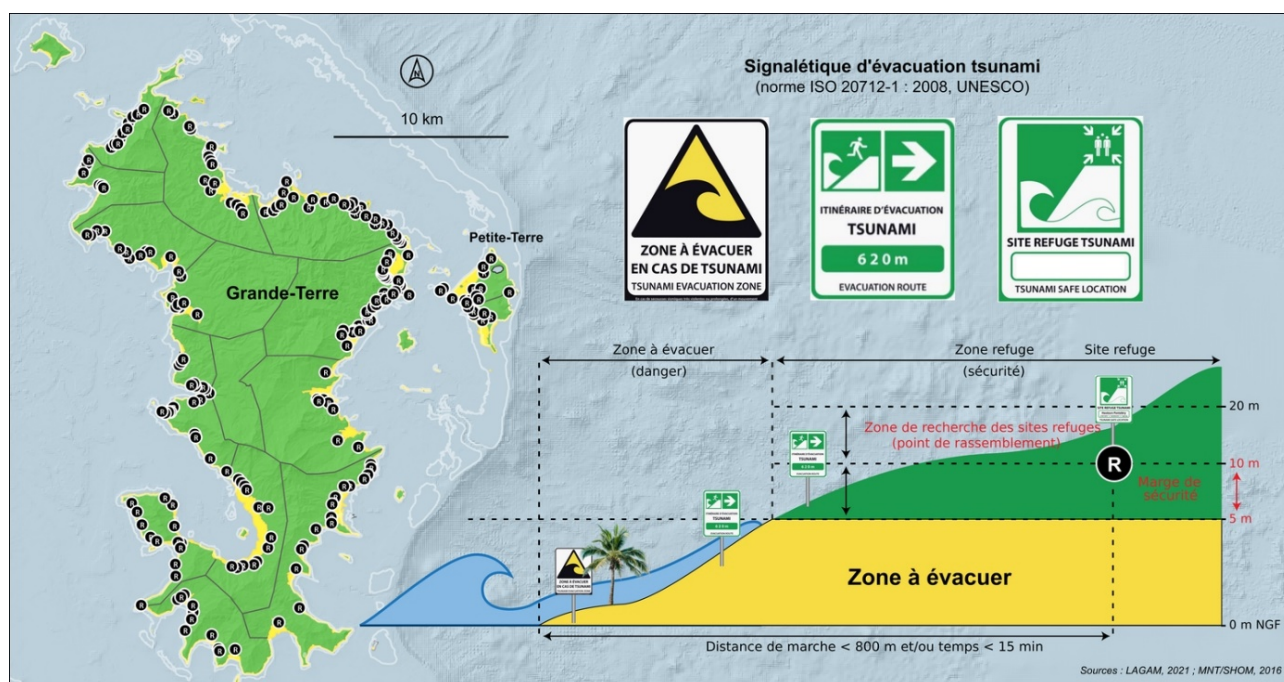 Signalétique d'évacuation tsunami
(norme ISO 20712-1 : 2008, UNESCO)
N
10 km
Petite-Terre
Grande-Terre
ZONE À ÉVACUER
EN CAS DE TSUNAMI
TSUNAMI EVACUATION ZONE
ITINÉRAIRE D'ÉVACUATION
TSUNAMI
620m
EVACUATION ROUTE
SITE REFUGE TSUNAMI
TSUNAMI SAFE LOCATION
Zone à évacuer
(danger)
Zone refuge
(sécurité)
Site refuge
20 m
Zone de recherche des sites refuges
(point de rassemblement)
10 m
R
Marge de
sécurité
5 m
Zone à évacuer
0 m NGF
Distance de marche < 800 m et/ou temps < 15 min
Sources : LAGAM, 2021 ; MNT/SHOM, 2016